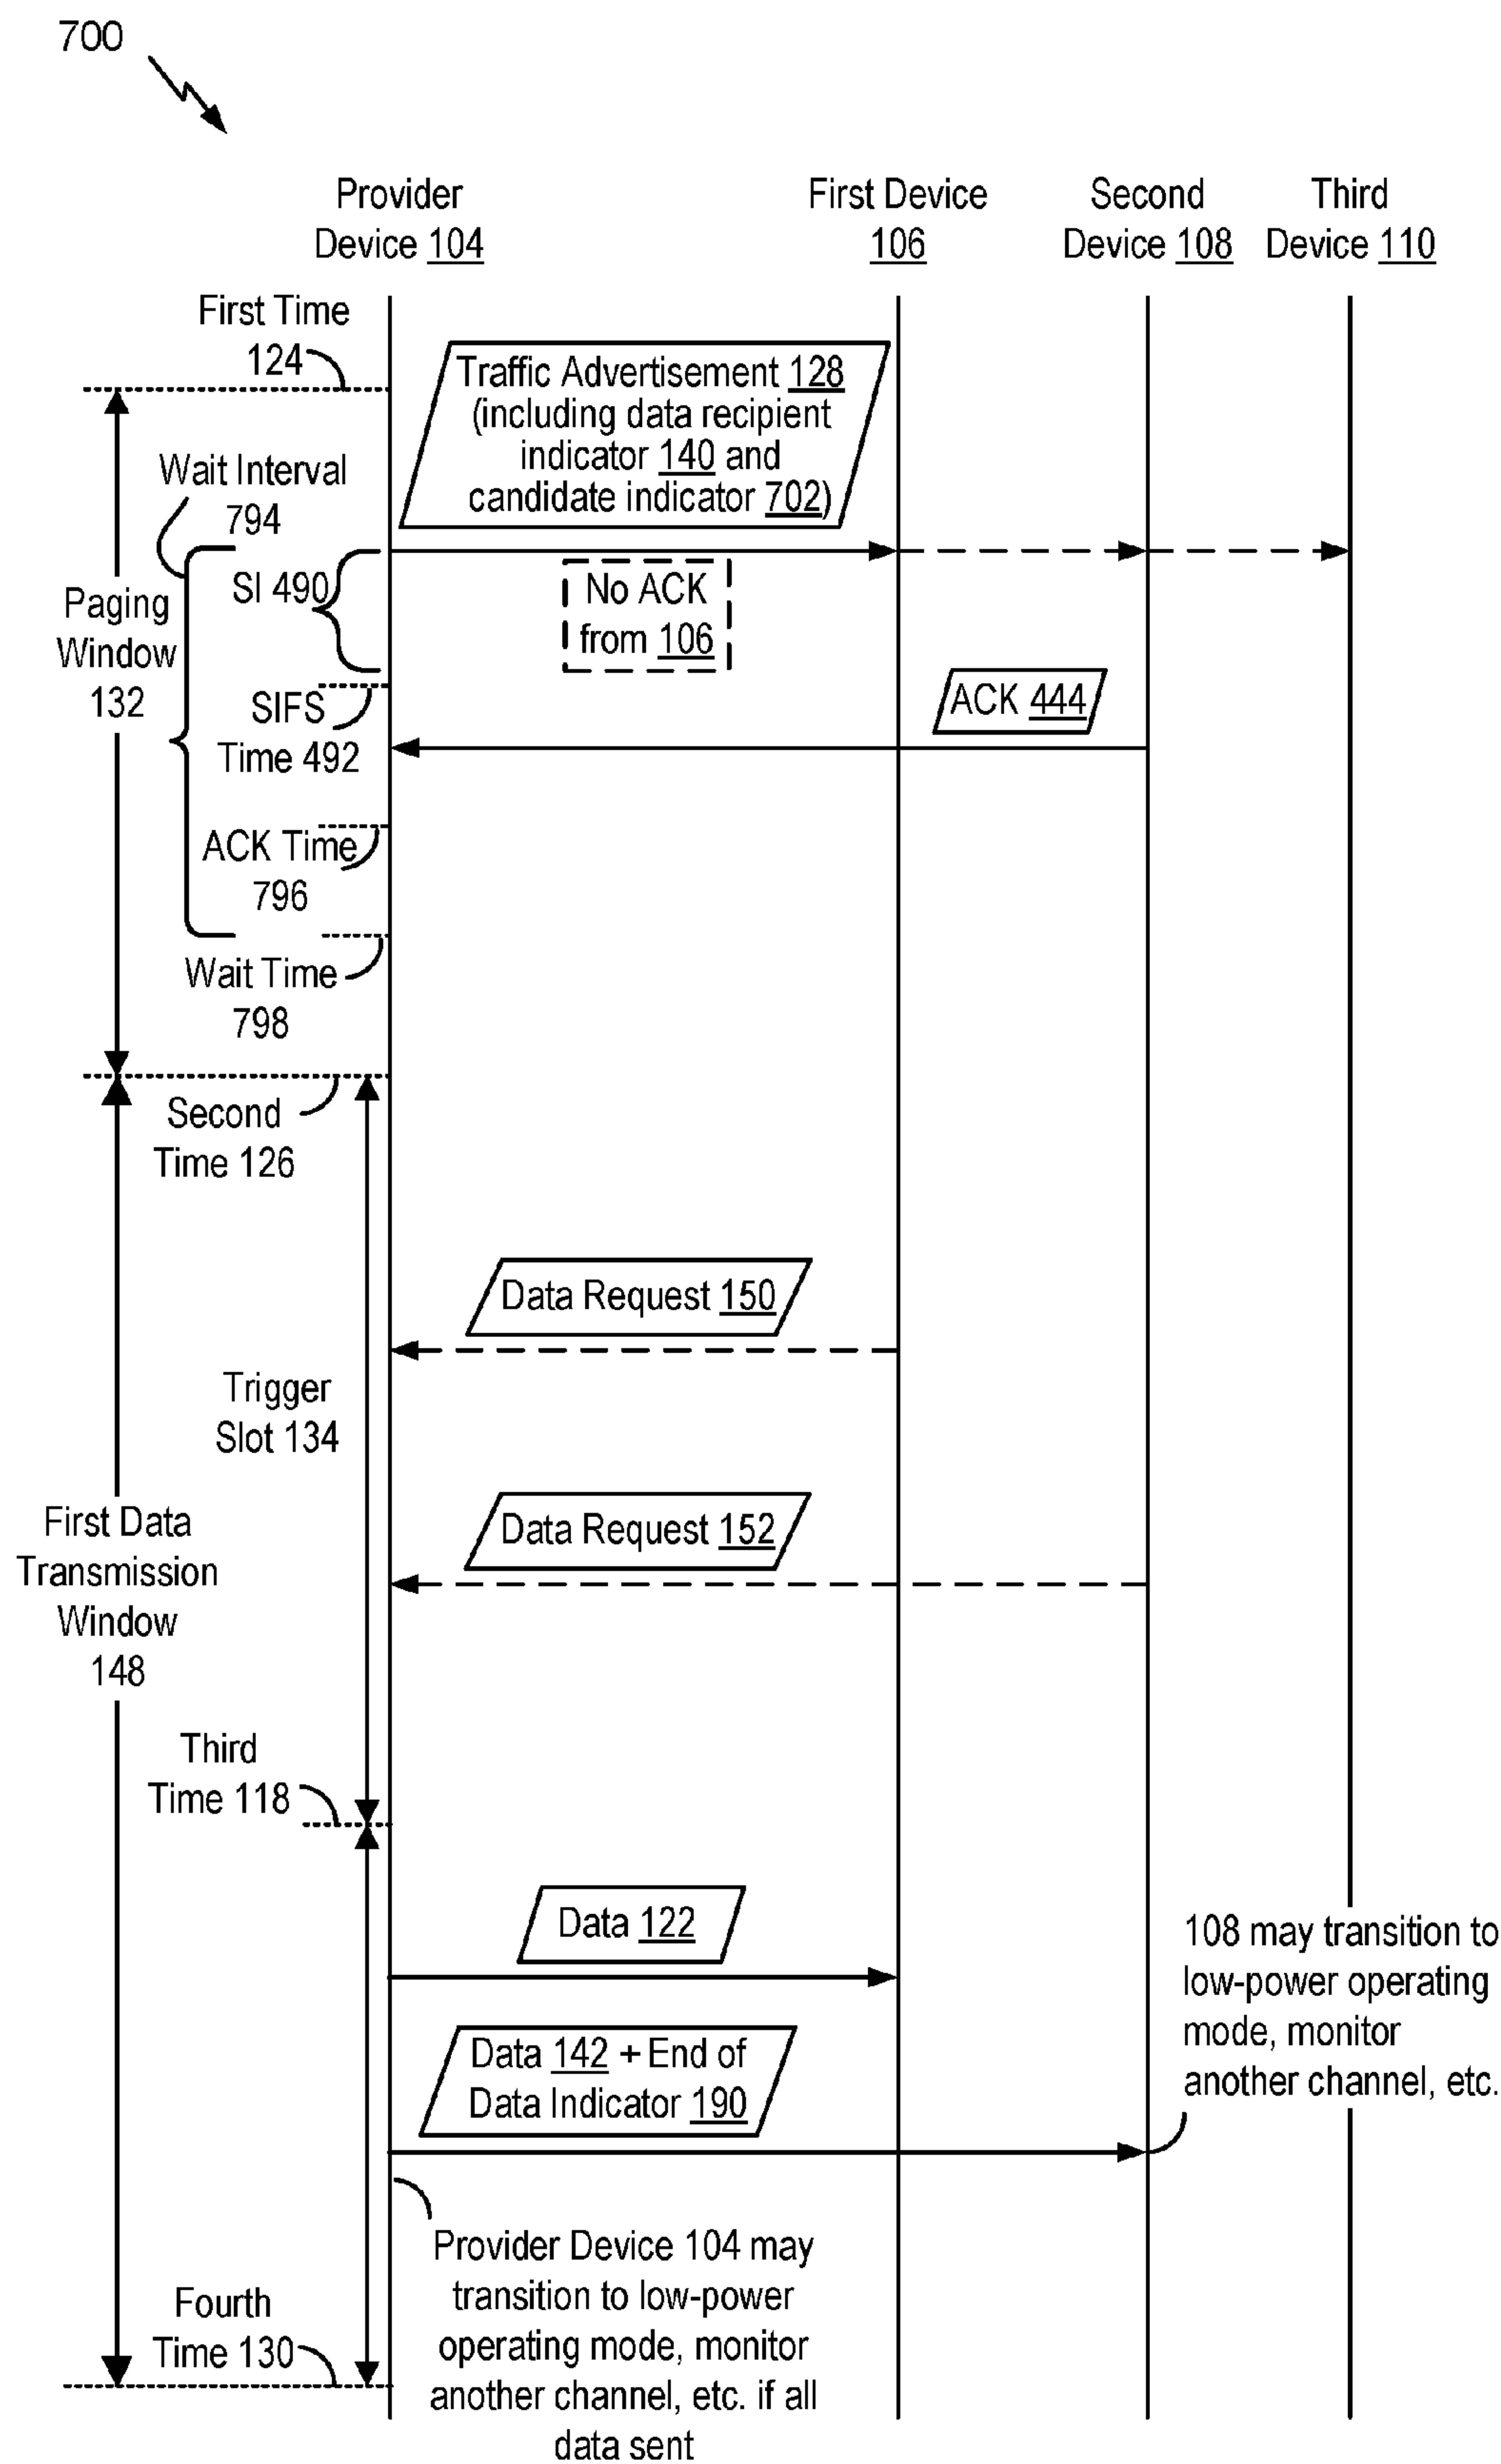 700
Provider
Device 104
First Device
106
Second
Device 108
Third
Device 110
First Time
124
Traffic Advertisement 128
(including data recipient
indicator 140 and
candidate indicator 702)
Wait Interval
794
SI 490
No ACK
from 106
Paging
Window
132
SIFS
Time 492
ACK 444
ACK Time
796
Wait Time
798
Second
Time 126
Data Request 150
Trigger
Slot 134
Data Request 152
First Data
Transmission
Window
148
Third
Time 118
Data 122
108 may transition to
low-power operating
mode, monitor
another channel, etc.
Data 142 + End of
Data Indicator 190
Provider Device 104 may
transition to low-power
operating mode, monitor
another channel, etc. if all
data sent
Fourth
Time 130